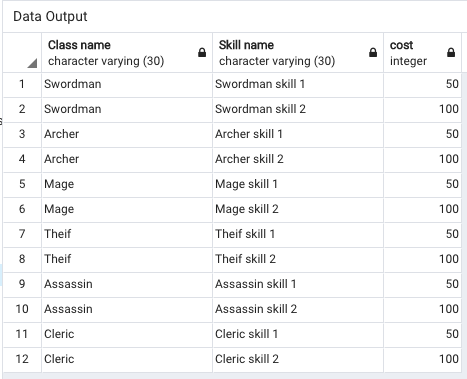 Data Output
Class name Skill name cost
character varying (30) character varying (30) integer
1 Swordman Swordman skill 1 50
2 Swordman Swordman skill 2 100
3 Archer Archer skill 1 50
4 Archer Archer skill 2 100
5 Mage Mage skill 1 50
6 Mage Mage skill 2 100
7 Theif Theif skill 1 50
8 Theif Theif skill 2 100
9 Assassin Assassin skill 1 50
10 Assassin Assassin skill 2 100
11 Cleric Cleric skill 1 50
12 Cleric Cleric skill 2 100